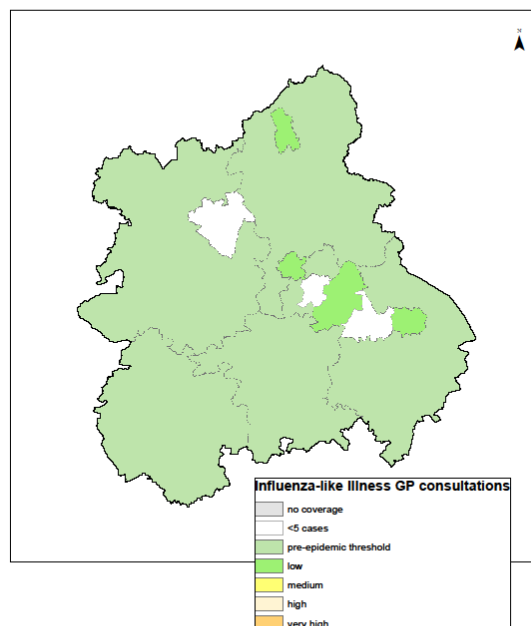 N
Influenza-like Illness GP consultations
no coverage
<5 cases
pre-epidemic threshold
low
medium
high
very high